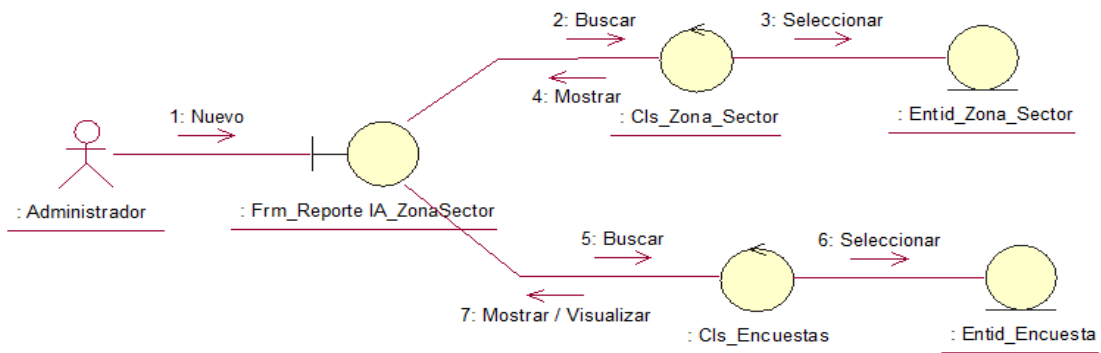 2: Buscar
3: Seleccionar
4: Mostrar
: Cls_Zona_Sector
: Entid_Zona_Sector
1: Nuevo
: Administrador
: Frm_Reporte IA_ZonaSector
5: Buscar
6: Seleccionar
7: Mostrar / Visualizar
: Cls_Encuestas
: Entid_Encuesta